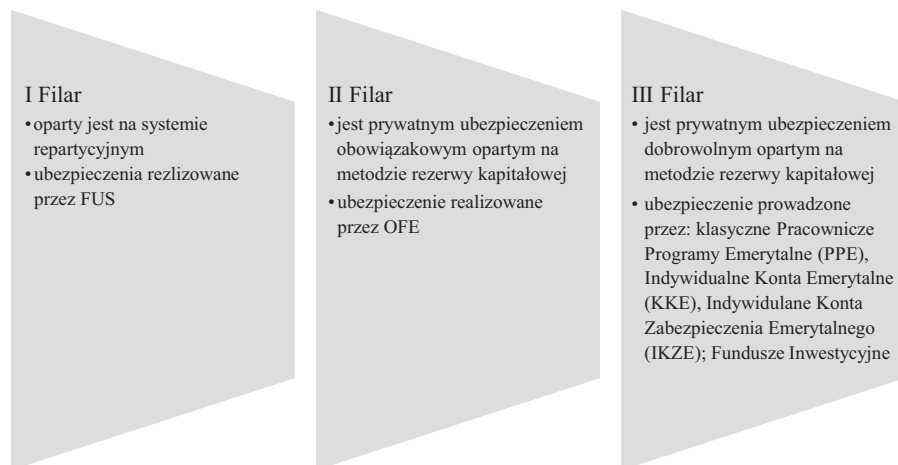 I Filar
•oparty jest na systemie
repartycyjnym
•ubezpieczenia rezlizowane
przez FUS
II Filar
•jest prywatnym ubezpieczeniem
obowiązakowym opartym na
metodzie rezerwy kapitałowej
•ubezpieczenie realizowane
przez OFE
III Filar
• jest prywatnym ubezpieczeniem
dobrowolnym opartym na
metodzie rezerwy kapitałowej
• ubezpieczenie prowadzone
przez: klasyczne Pracownicze
Programy Emerytalne (PPE),
Indywidualne Konta Emerytalne
(KKE), Indywidulane Konta
Zabezpieczenia Emerytalnego
(IKZE); Fundusze Inwestycyjne